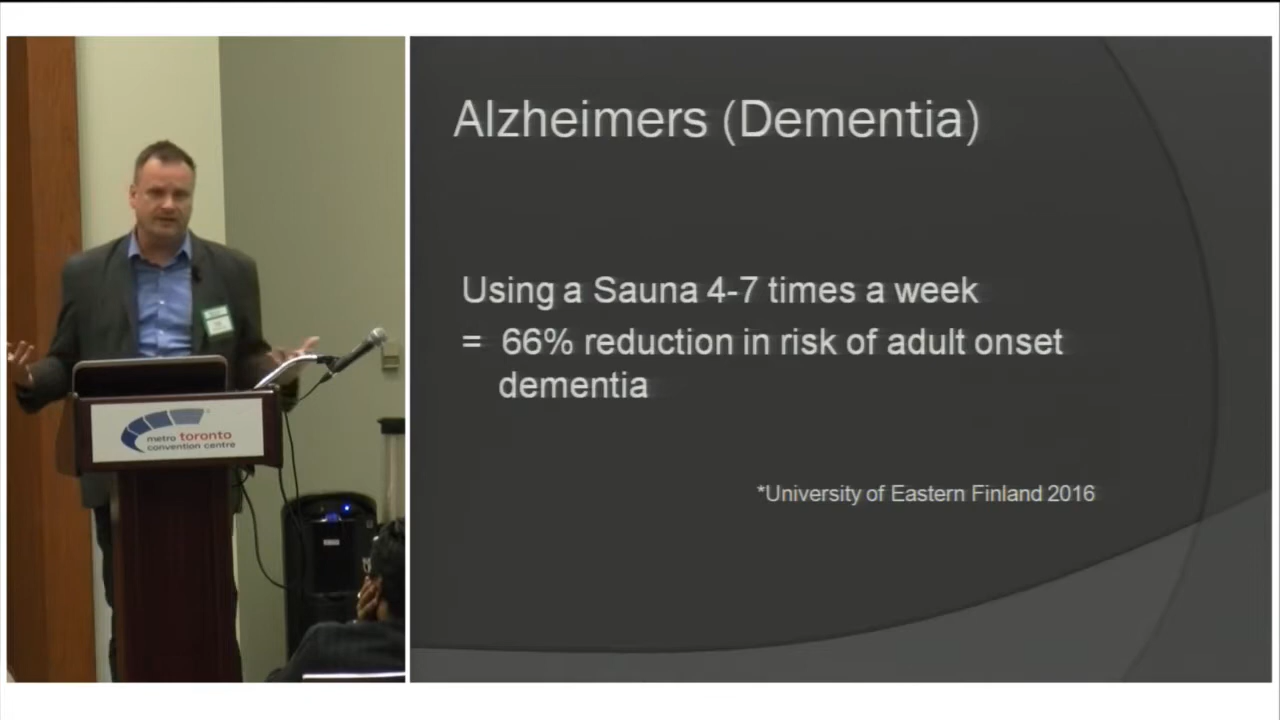 metro toronto
convention centre
Alzheimers (Dementia)
Using a Sauna 4-7 times a week
= 66% reduction in risk of adult onset
dementia
*University of Eastern Finland 2016